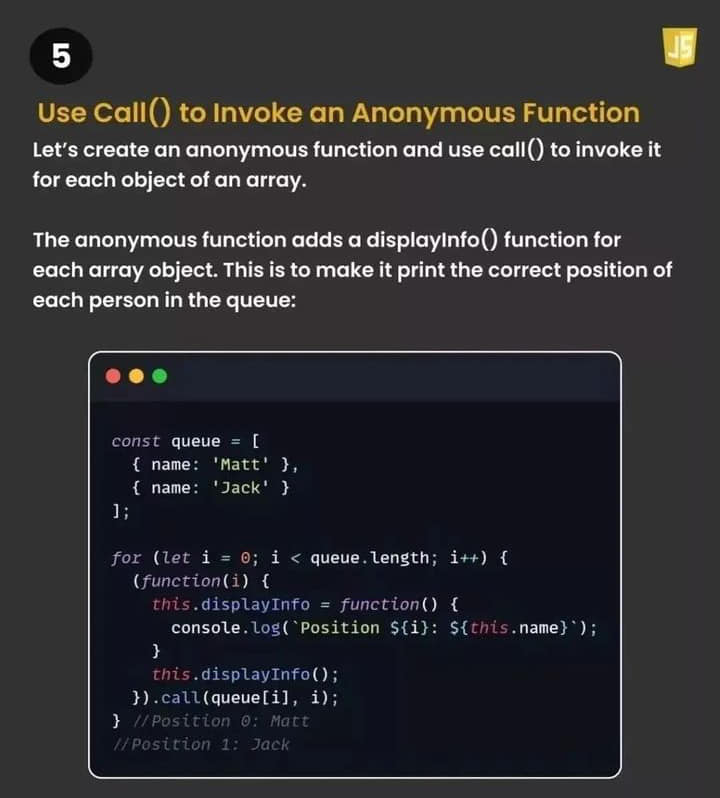 5
JS
Use Call() to Invoke an Anonymous Function
Let's create an anonymous function and use call() to invoke it
for each object of an array.
The anonymous function adds a displayInfo() function for
each array object. This is to make it print the correct position of
each person in the queue:
const queue = [
  { name: 'Matt' },
  { name: 'Jack' }
];
for (let i = 0; i < queue.length; i++) {
  (function(i) {
    this.displayInfo = function() {
      console.log(`Position ${i}: ${this.name}`);
    }
    this.displayInfo();
  }).call(queue[i], i);
} //Position 0: Matt
//Position 1: Jack